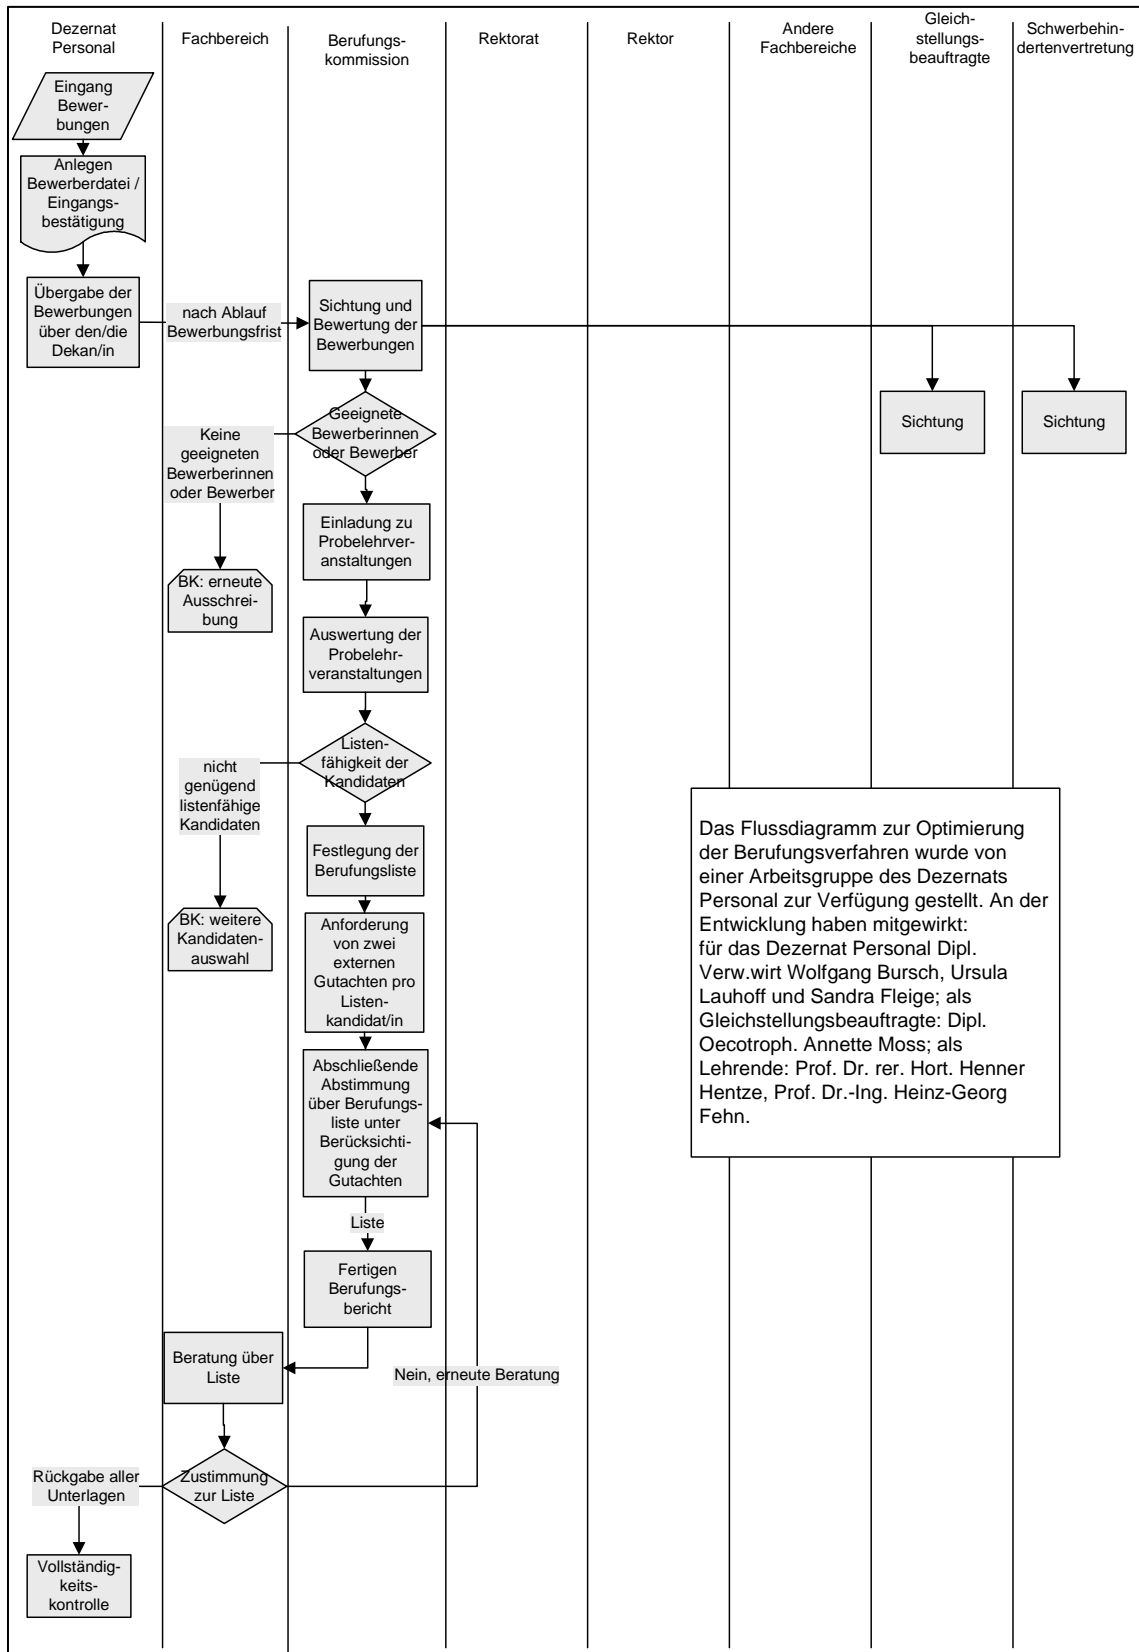 Dezernat
Personal
Fachbereich
Berufungs-
kommission
Rektorat
Rektor
Andere
Fachbereiche
Gleich-
stellungs-
beauftragte
Schwerbehin-
dertenvertretung
Eingang
Bewer-
bungen
Anlegen
Bewerberdatei /
Eingangs-
bestätigung
Übergabe der
Bewerbungen
über den/die
Dekan/in
nach Ablauf
Bewerbungsfrist
Sichtung und
Bewertung der
Bewerbungen
Sichtung
Sichtung
Geeignete
Bewerberinnen
oder Bewerber
Keine
geeigneten
Bewerberinnen
oder Bewerber
Einladung zu
Probelehrver-
anstaltungen
BK: erneute
Ausschrei-
bung
Auswertung der
Probelehr-
veranstaltungen
Listen-
fähigkeit der
Kandidaten
nicht
genügend
listenfähige
Kandidaten
Festlegung der
Berufungsliste
BK: weitere
Kandidaten-
auswahl
Anforderung
von zwei
externen
Gutachten pro
Listen-
kandidat/in
Abschließende
Abstimmung
über Berufungs-
liste unter
Berücksichti-
gung der
Gutachten
Liste
Fertigen
Berufungs-
bericht
Beratung über
Liste
Nein, erneute Beratung
Zustimmung
zur Liste
Rückgabe aller
Unterlagen
Vollständig-
keits-
kontrolle
Das Flussdiagramm zur Optimierung
der Berufungsverfahren wurde von
einer Arbeitsgruppe des Dezernats
Personal zur Verfügung gestellt. An der
Entwicklung haben mitgewirkt:
für das Dezernat Personal Dipl.
Verw.wirt Wolfgang Bursch, Ursula
Lauhoff und Sandra Fleige; als
Gleichstellungsbeauftragte: Dipl.
Oecotroph. Annette Moss; als
Lehrende: Prof. Dr. rer. Hort. Henner
Hentze, Prof. Dr.-Ing. Heinz-Georg
Fehn.